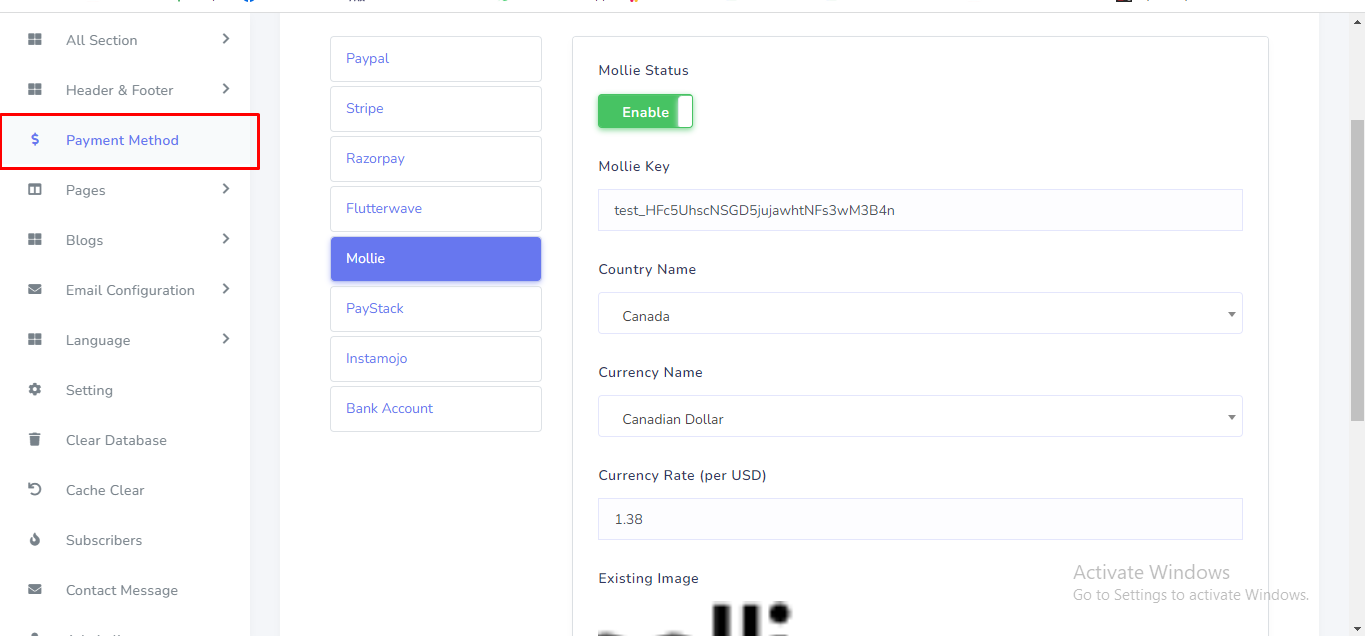 All Section
Header & Footer
Payment Method
Pages
Blogs
Email Configuration
Language
Setting
Clear Database
Cache Clear
Subscribers
Contact Message
Paypal
Stripe
Razorpay
Flutterwave
Mollie
PayStack
Instamojo
Bank Account
Mollie Status
Enable
Mollie Key
test_HFc5UhscNSGD5jujawhtNFs3wM3B4n
Country Name
Canada
Currency Name
Canadian Dollar
Currency Rate (per USD)
1.38
Existing Image
Activate Windows
Go to Settings to activate Windows.